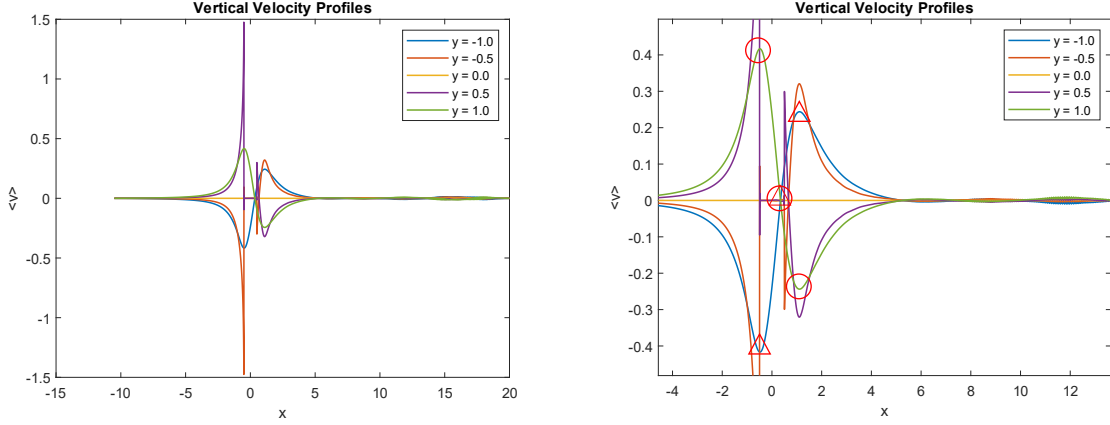 Vertical Velocity Profiles
1.5
1
0.5
0
-0.5
-1
-1.5
<v>
-15
-10
-5
0
5
10
15
20
x
y = -1.0
y = -0.5
y = 0.0
y = 0.5
y = 1.0
Vertical Velocity Profiles
0.4
0.3
0.2
0.1
0
-0.1
-0.2
-0.3
-0.4
<v>
-4
-2
0
2
4
6
8
10
12
x
y = -1.0
y = -0.5
y = 0.0
y = 0.5
y = 1.0